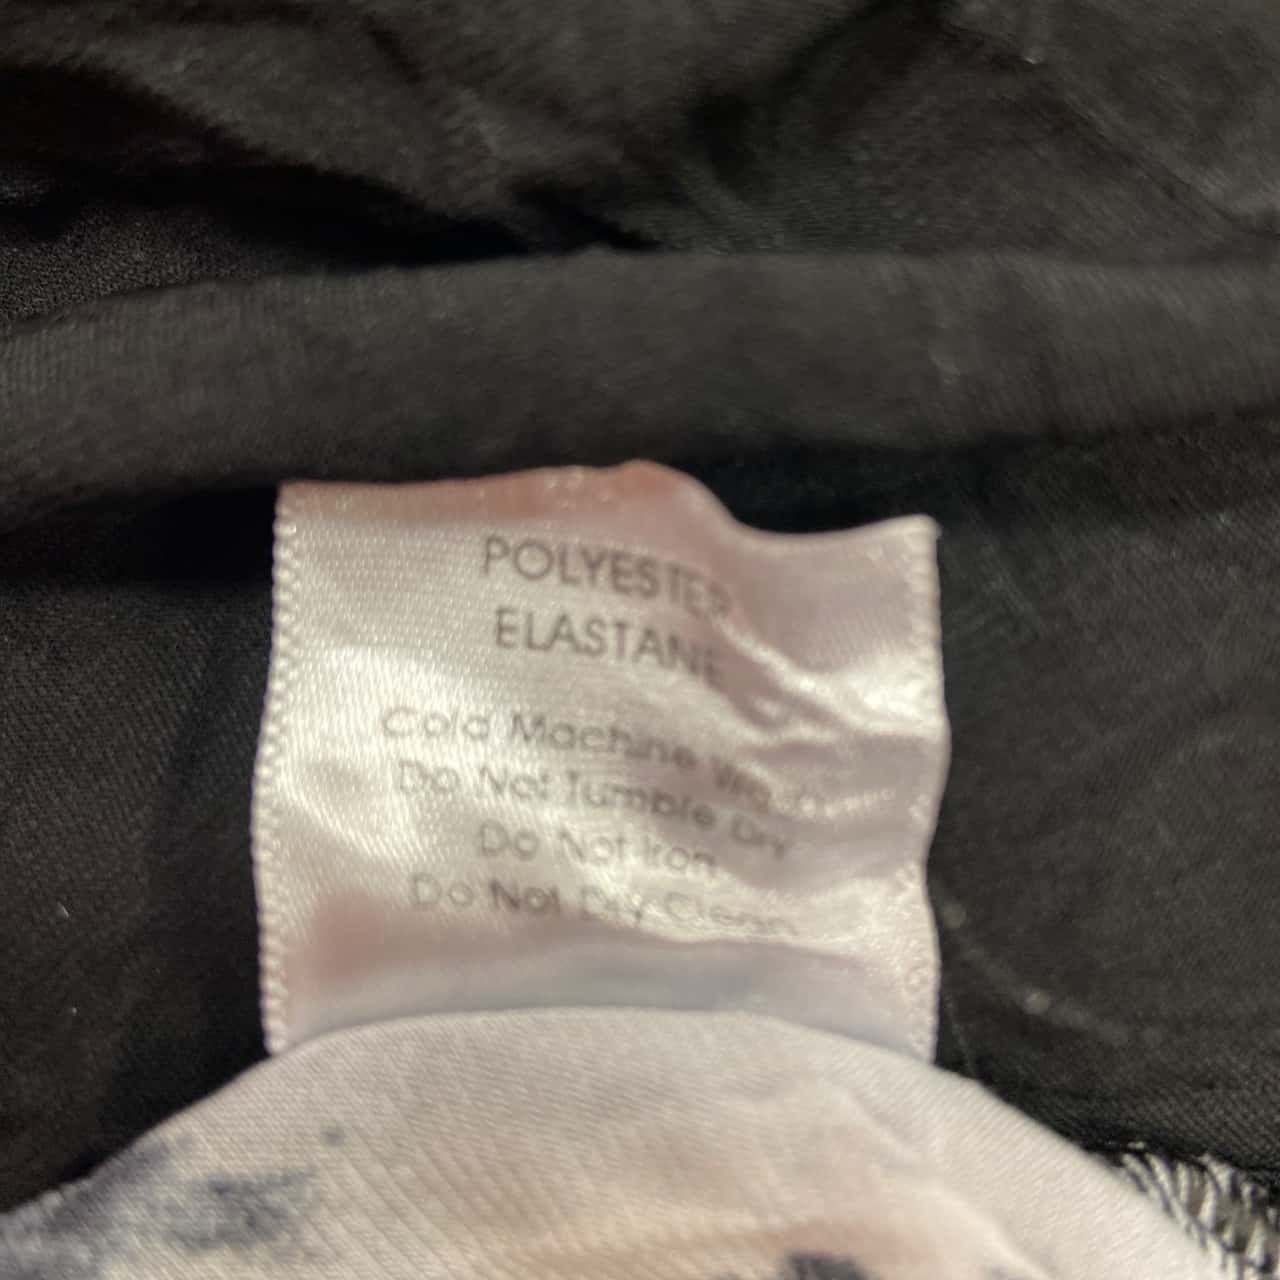 POLYESTER
ELASTANE
Cold Machine Wash
Do Not Tumble Dry
Do Not Iron
Do Not Dry Clean